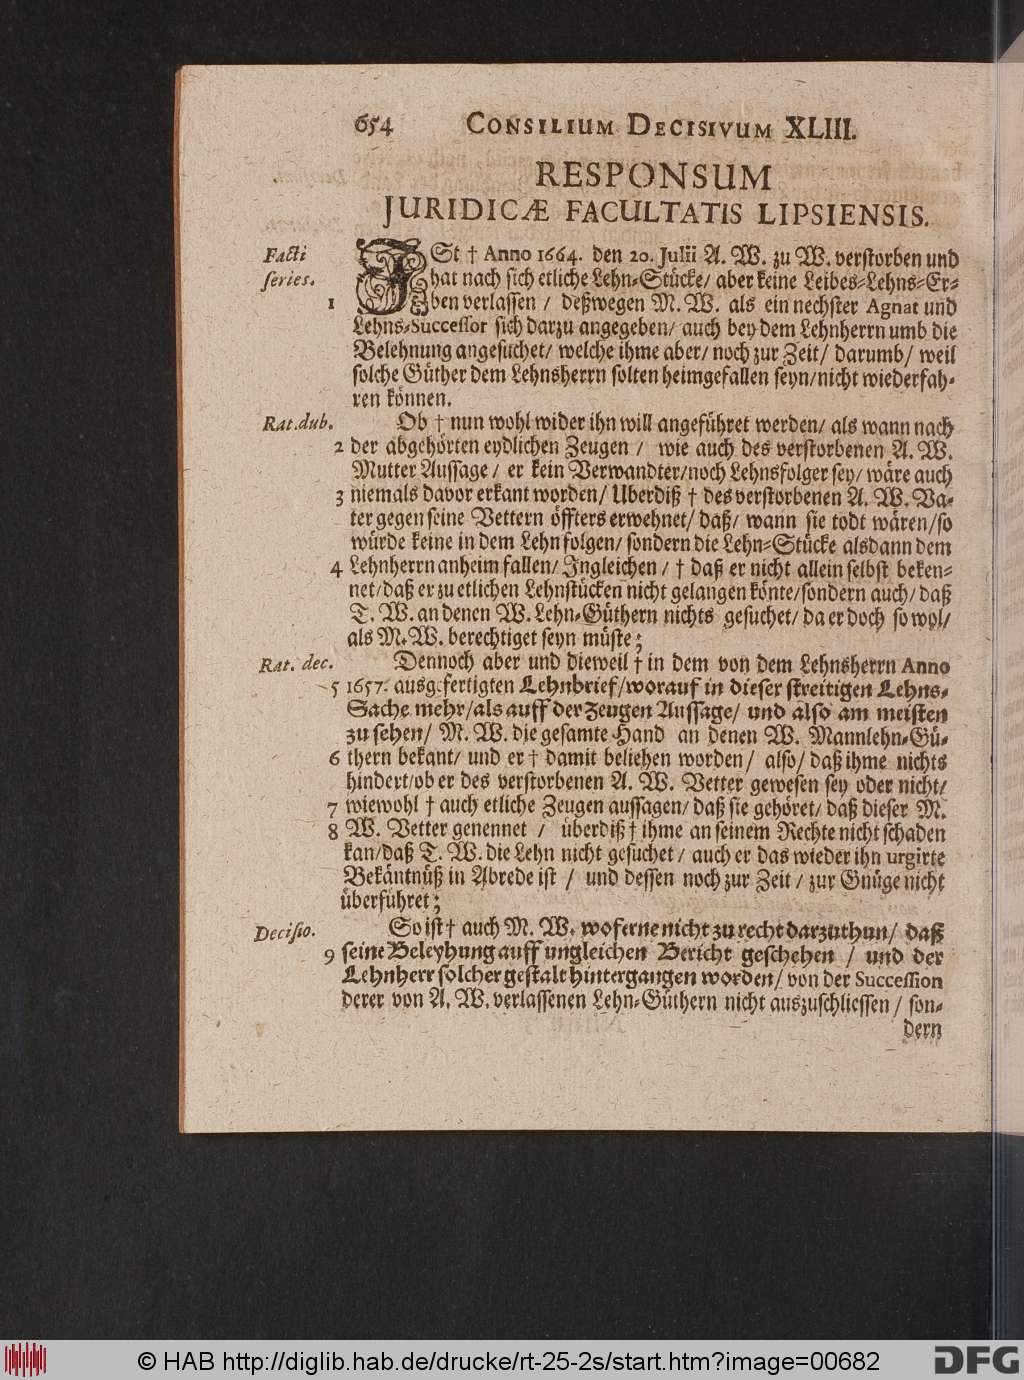 654 CONSILIUM DECISIVUM XLIII.
RESPONSUM
JURIDICÆ FACULTATIS LIPSIENSIS.
Facti series.
ISt † Anno 1664. den 20. Julii A. W. zu W. verstorben und
hat nach sich etliche Lehn-Stücke / aber keine Leibes-Lehns-Er-
1 ben verlassen / deßwegen M. W. als ein nechster Agnat und
Lehns-Successor sich darzu angegeben / auch bey dem Lehnherrn umb die
Belehnung angesuchet / welche ihme aber / noch zur Zeit / darumb / weil
solche Güther dem Lehnsherrn solten heimgefallen seyn / nicht wiederfah-
ren können.
Rat. dub. Ob † nun wohl wider ihn will angeführet werden / als wann nach
2 der abgehörten eydlichen Zeugen / wie auch des verstorbenen A. W.
Mutter Aussage / er kein Verwandter / noch Lehnsfolger sey / wäre auch
3 niemals davor erkant worden / Uberdiß † des verstorbenen A. W. Va-
ter gegen seine Vettern öffters erwehnet / daß / wann sie todt wären / so
würde keine in dem Lehn folgen / sondern die Lehn-Stücke alsdann dem
4 Lehnherrn anheim fallen / Ingleichen / † daß er nicht allein selbst beken-
net / daß er zu etlichen Lehnstücken nicht gelangen könte / sondern auch / daß
T. W. an denen W. Lehn-Güthern nichts gesuchet / da er doch so wol /
als M. W. berechtiget seyn müste ;
Rat. dec. Dennoch aber und dieweil † in dem von dem Lehnsherrn Anno
5 1657. ausgefertigten Lehnbrief / worauf in dieser streitigen Lehns-
Sache mehr / als auff der Zeugen Aussage / und also am meisten
zu sehen / M. W. die gesamte Hand an denen W. Mannlehn-Gü-
6 thern bekant / und er † damit beliehen worden / also / daß ihme nichts
hindert / ob er des verstorbenen A. W. Vetter gewesen sey oder nicht /
7 wiewohl † auch etliche Zeugen aussagen / daß sie gehöret / daß dieser M.
8 W. Vetter genennet / überdiß † ihme an seinem Rechte nicht schaden
kan / daß T. W. die Lehn nicht gesuchet / auch er das wieder ihn urgirte
Bekäntnüß in Abrede ist / und dessen noch zur Zeit / zur Gnüge nicht
überführet ;
Decisio. So ist † auch M. W. woferne nicht zu recht darzuthun / daß
9 seine Beleyhung auff ungleichen Bericht geschehen / und der
Lehnherr solcher gestalt hintergangen worden / von der Succession
derer von A. W. verlassenen Lehn-Güthern nicht auszuschliessen / son-
dern
© HAB http://diglib.hab.de/drucke/rt-25-2s/start.htm?image=00682
DFG